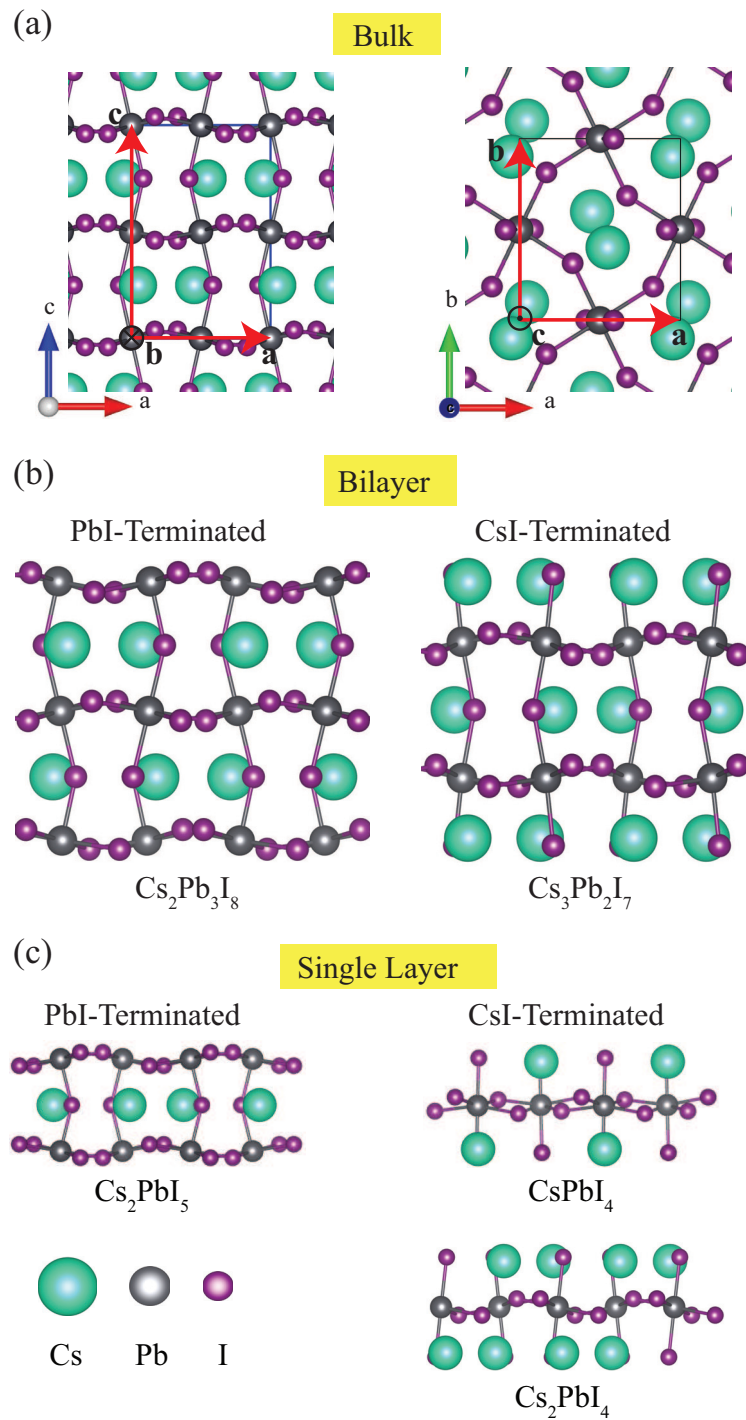 (a)
Bulk
c
b
a
c
a
b
c
a
b
c
a
(b)
Bilayer
PbI-Terminated
CsI-Terminated
Cs₂Pb₃I₈
Cs₃Pb₂I₇
(c)
Single Layer
PbI-Terminated
CsI-Terminated
Cs₂PbI₅
CsPbI₄
Cs Pb I
Cs₂PbI₄